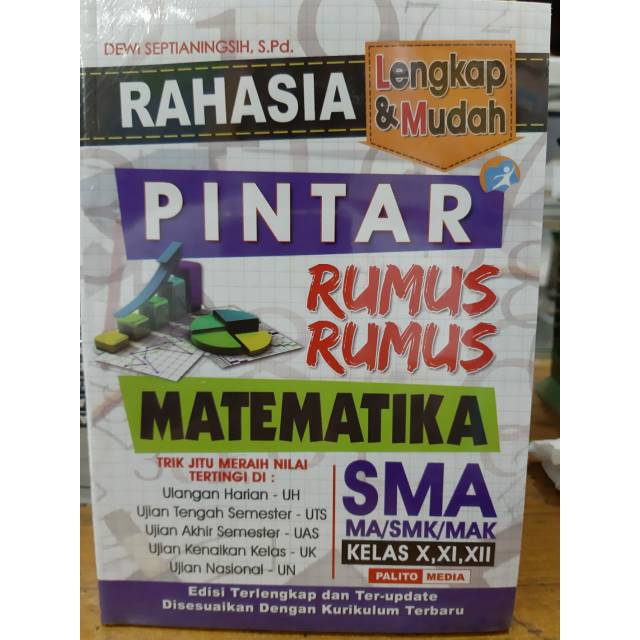 DEWI SEPTIANINGSIH, S.Pd.
RAHASIA
Lengkap
& Mudah
PINTAR
RUMUS
RUMUS
MATEMATIKA
TRIK JITU MERAIH NILAI
TERTINGI DI :
Ulangan Harian - UH
Ujian Tengah Semester - UTS
Ujian Akhir Semester - UAS
Ujian Kenaikan Kelas - UK
Ujian Nasional - UN
SMA
MA/SMK/MAK
KELAS X,XI,XII
PALITO MEDIA
Edisi Terlengkap dan Ter-update
Disesuaikan Dengan Kurikulum Terbaru